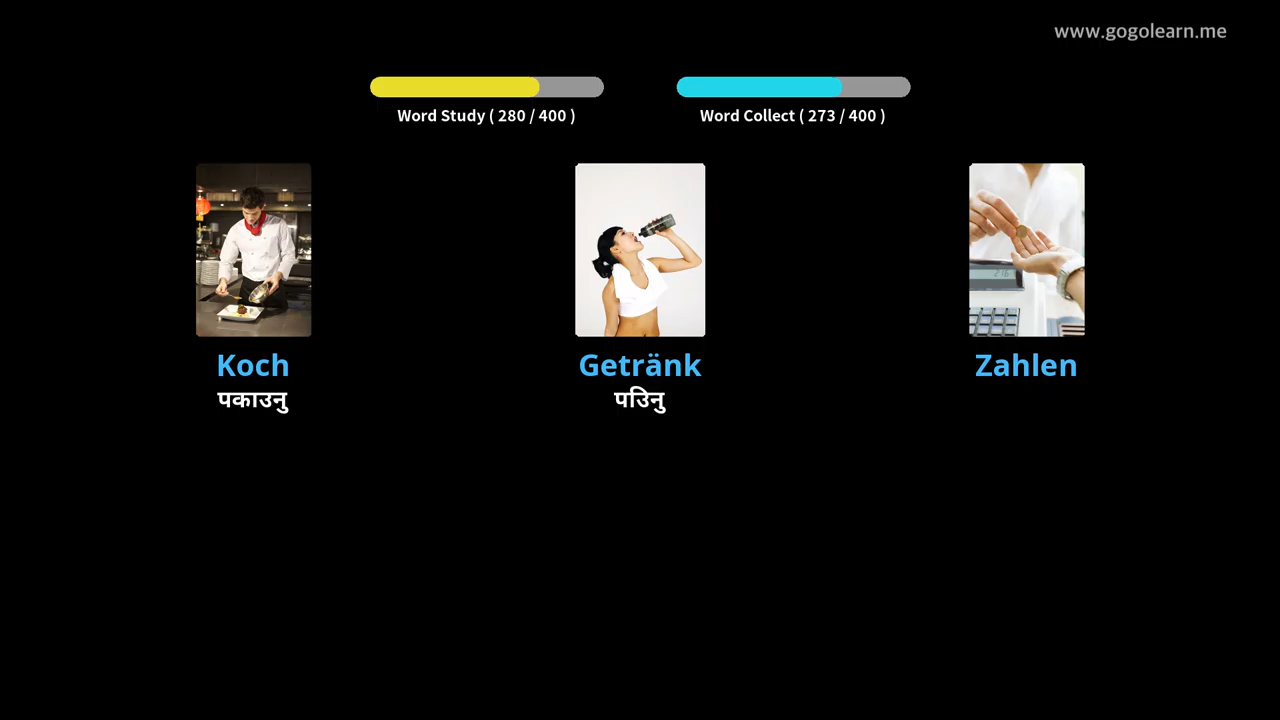 www.gogolearn.me
Word Study ( 280 / 400 )
Word Collect ( 273 / 400 )
Koch
Getränk
Zahlen
पकाउनु
पिउनु